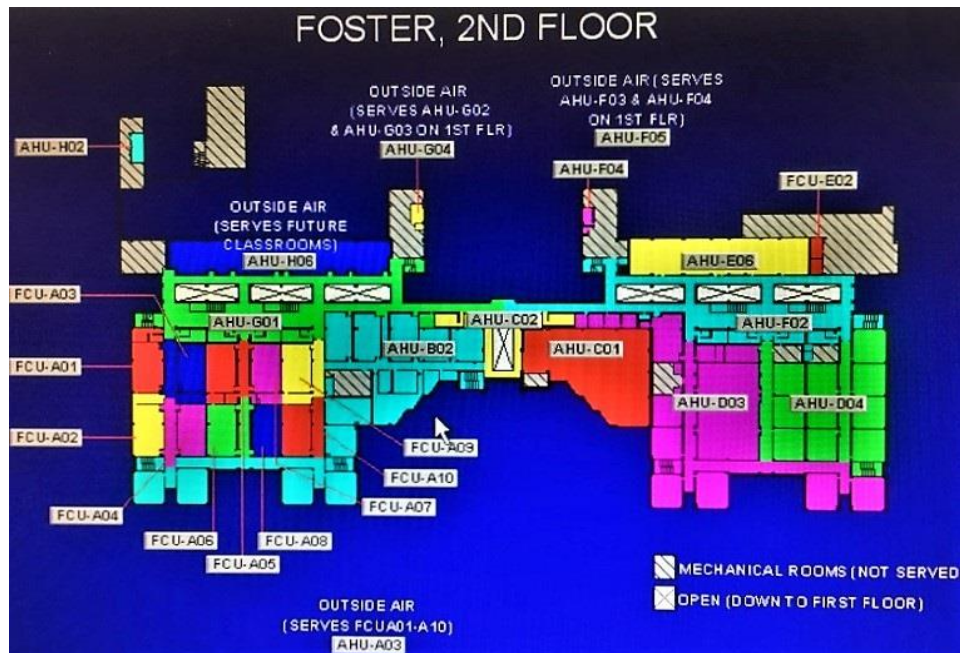 FOSTER, 2ND FLOOR
OUTSIDE AIR
(SERVES AHU-G02
& AHU-G03 ON 1ST FLR)
AHU-G04
OUTSIDE AIR (SERVES
AHU-F03 & AHU-F04
ON 1ST FLR)
AHU-F05
AHU-H02
AHU-F04
FCU-E02
OUTSIDE AIR
(SERVES FUTURE
CLASSROOMS)
AHU-H06
AHU-E06
FCU-A03
AHU-G01
AHU-C02
AHU-F02
AHU-B02
AHU-C01
FCU-A01
AHU-D03
AHU-D04
FCU-A02
FCU-A09
FCU-A10
FCU-A07
FCU-A04
FCU-A06
FCU-A08
FCU-A05
MECHANICAL ROOMS (NOT SERVED
OPEN (DOWN TO FIRST FLOOR)
OUTSIDE AIR
(SERVES FCUA01-A10)
AHU-A03